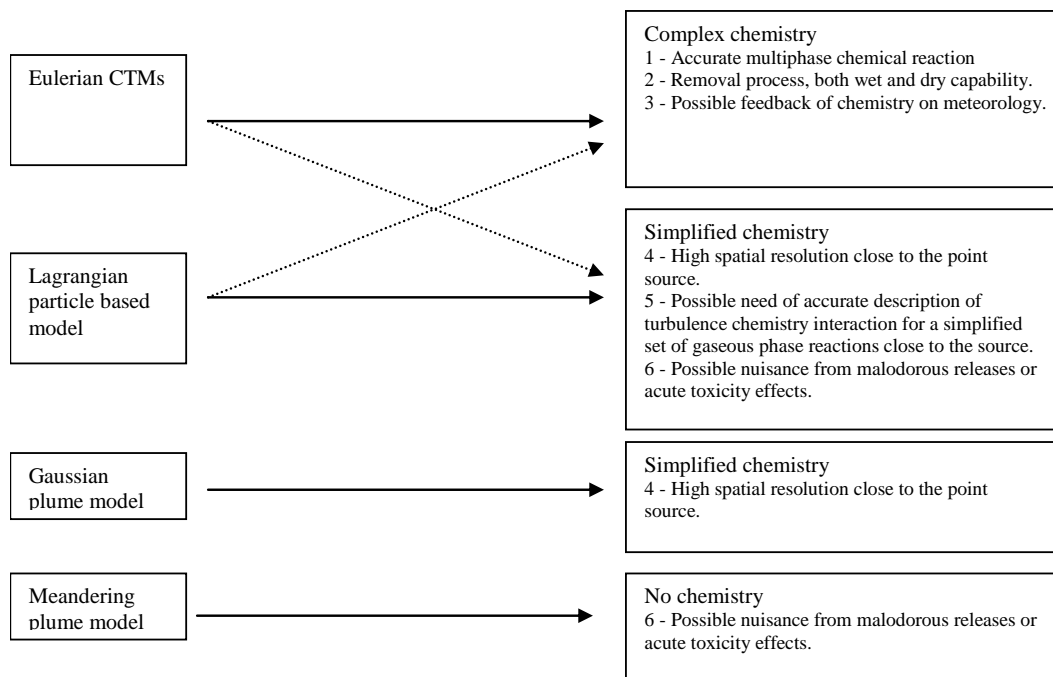 Eulerian CTMs
Complex chemistry
1 - Accurate multiphase chemical reaction
2 - Removal process, both wet and dry capability.
3 - Possible feedback of chemistry on meteorology.
Lagrangian
particle based
model
Simplified chemistry
4 - High spatial resolution close to the point
source.
5 - Possible need of accurate description of
turbulence chemistry interaction for a simplified
set of gaseous phase reactions close to the source.
6 - Possible nuisance from malodorous releases or
acute toxicity effects.
Gaussian
plume model
Simplified chemistry
4 - High spatial resolution close to the point
source.
Meandering
plume model
No chemistry
6 - Possible nuisance from malodorous releases or
acute toxicity effects.